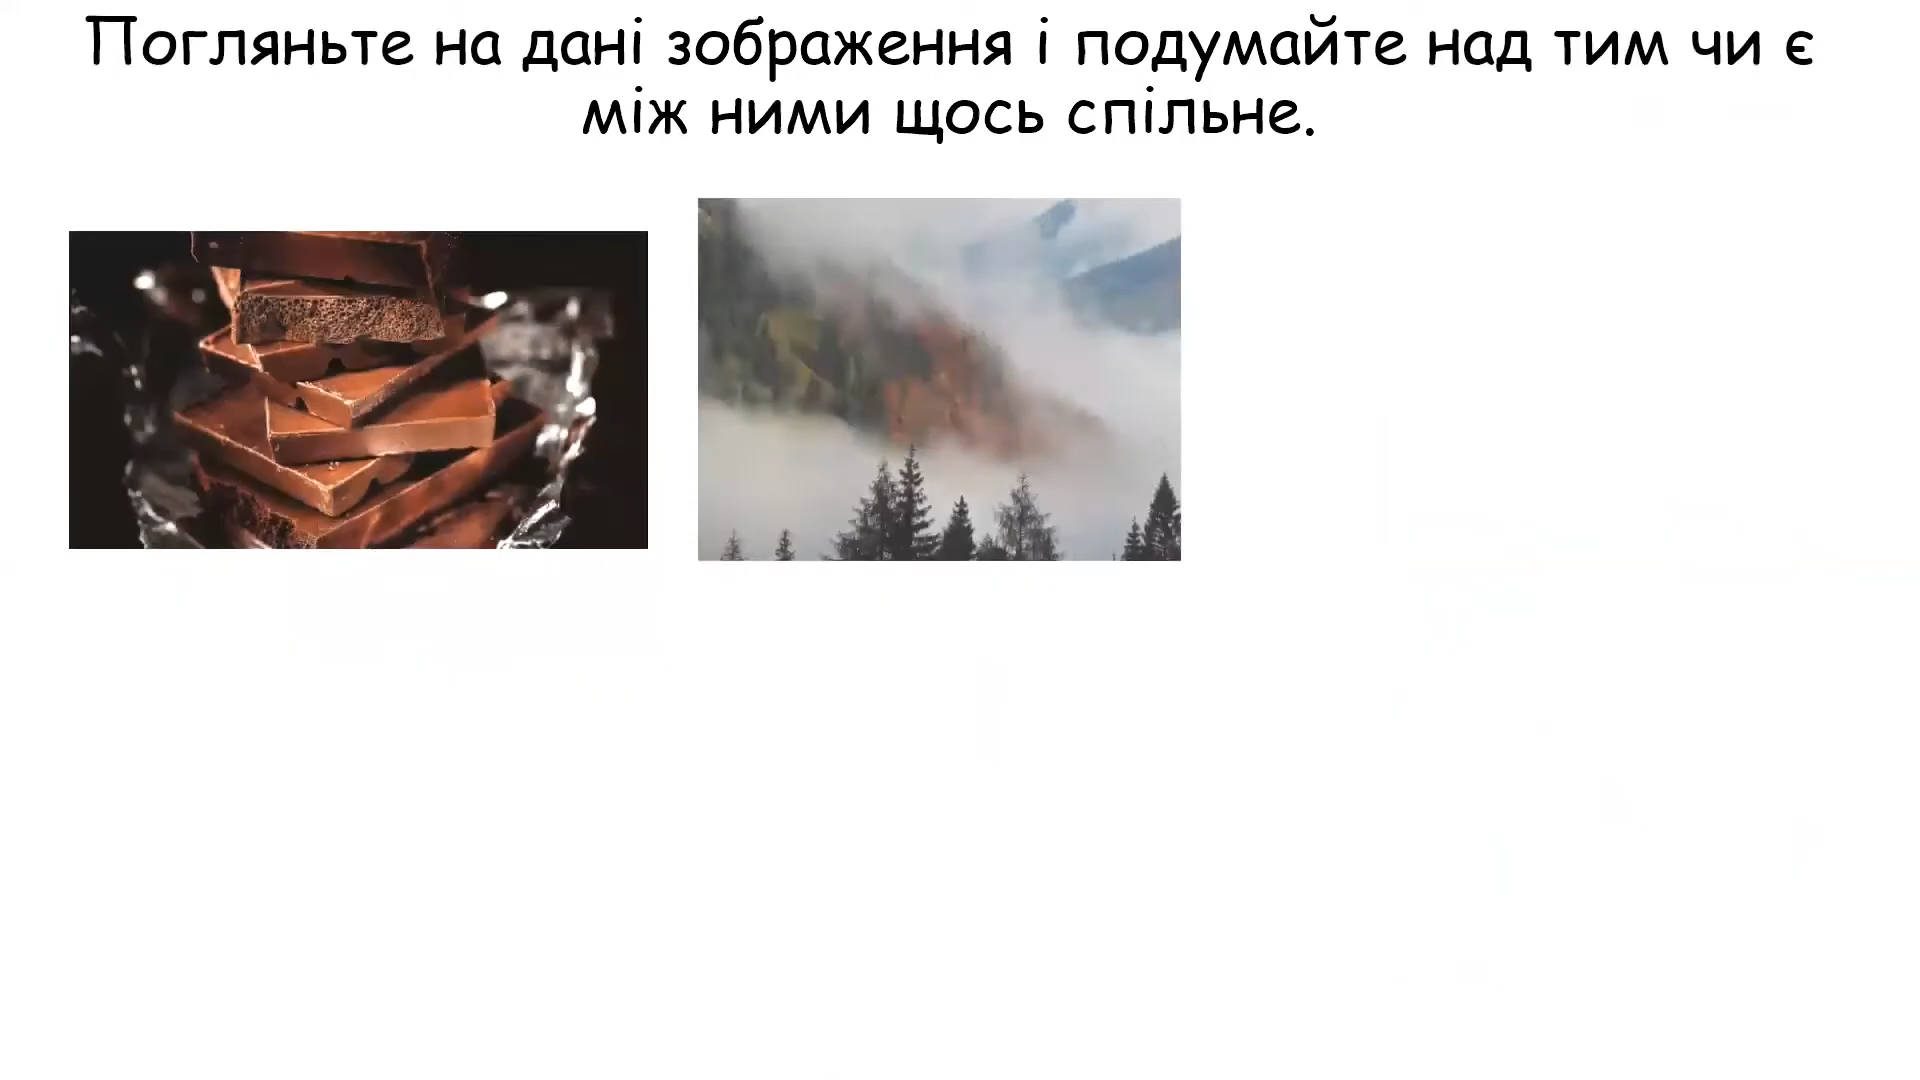 Погляньте на дані зображення і подумайте над тим чи є
між ними щось спільне.